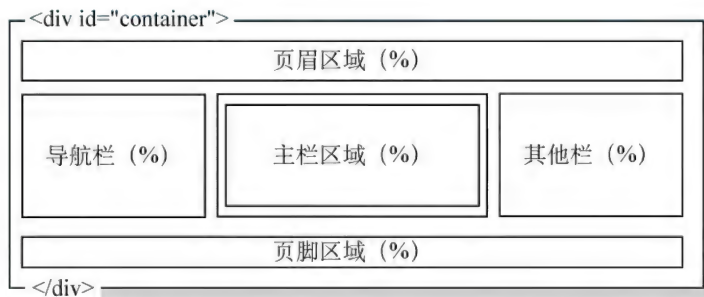 <div id="container">
页眉区域（%）
导航栏（%）
主栏区域（%）
其他栏（%）
页脚区域（%）
</div>